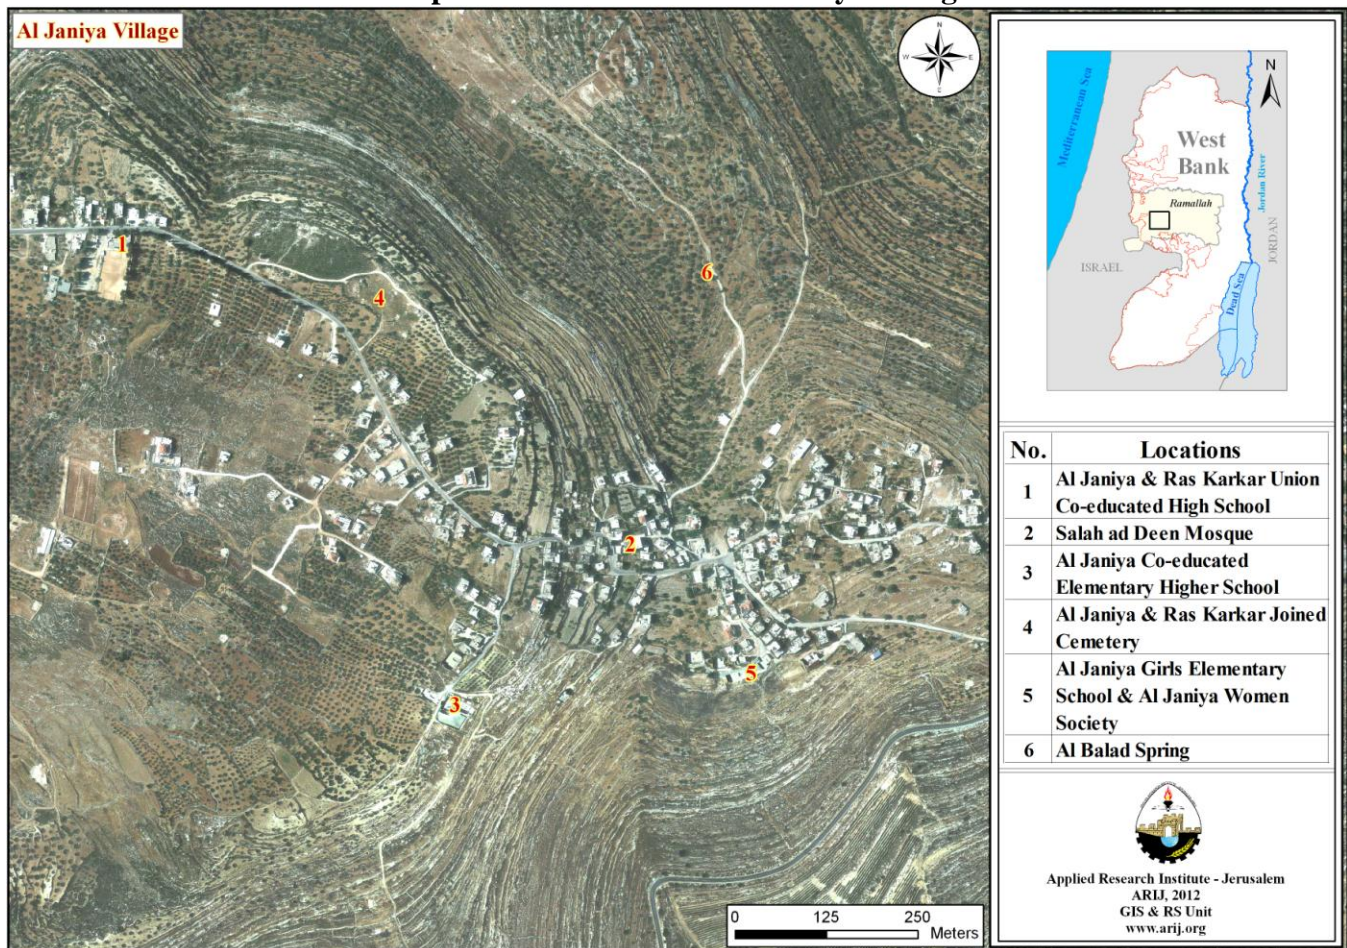 Al Janiya Village
N
W
E
S
1
4
6
2
3
5
0 125 250
Meters
N
Mediterranean Sea
West
Bank
Ramallah
Jordan River
JORDAN
ISRAEL
Dead Sea
No. Locations
1 Al Janiya & Ras Karkar Union
Co-educated High School
2 Salah ad Deen Mosque
3 Al Janiya Co-educated
Elementary Higher School
4 Al Janiya & Ras Karkar Joined
Cemetery
5 Al Janiya Girls Elementary
School & Al Janiya Women
Society
6 Al Balad Spring
Applied Research Institute - Jerusalem
ARIJ, 2012
GIS & RS Unit
www.arij.org